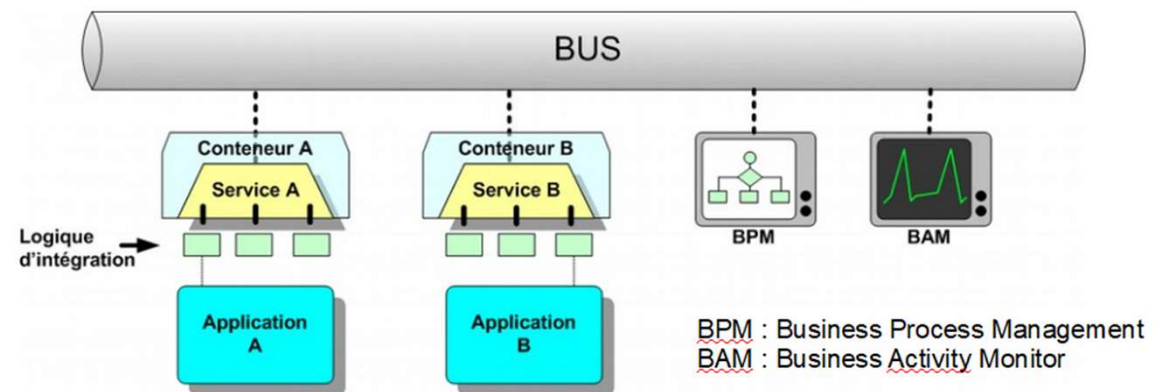 BUS
Conteneur A
Service A
Conteneur B
Service B
Logique
d'intégration
BPM
BAM
Application
A
Application
B
BPM : Business Process Management
BAM : Business Activity Monitor